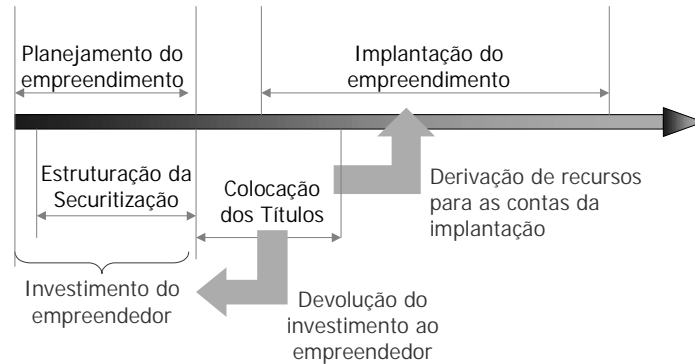 Planejamento do
empreendimento
Implantação do
empreendimento
Estruturação da
Securitização
Colocação
dos Títulos
Derivação de recursos
para as contas da
implantação
Investimento do
empreendedor
Devolução do
investimento ao
empreendedor